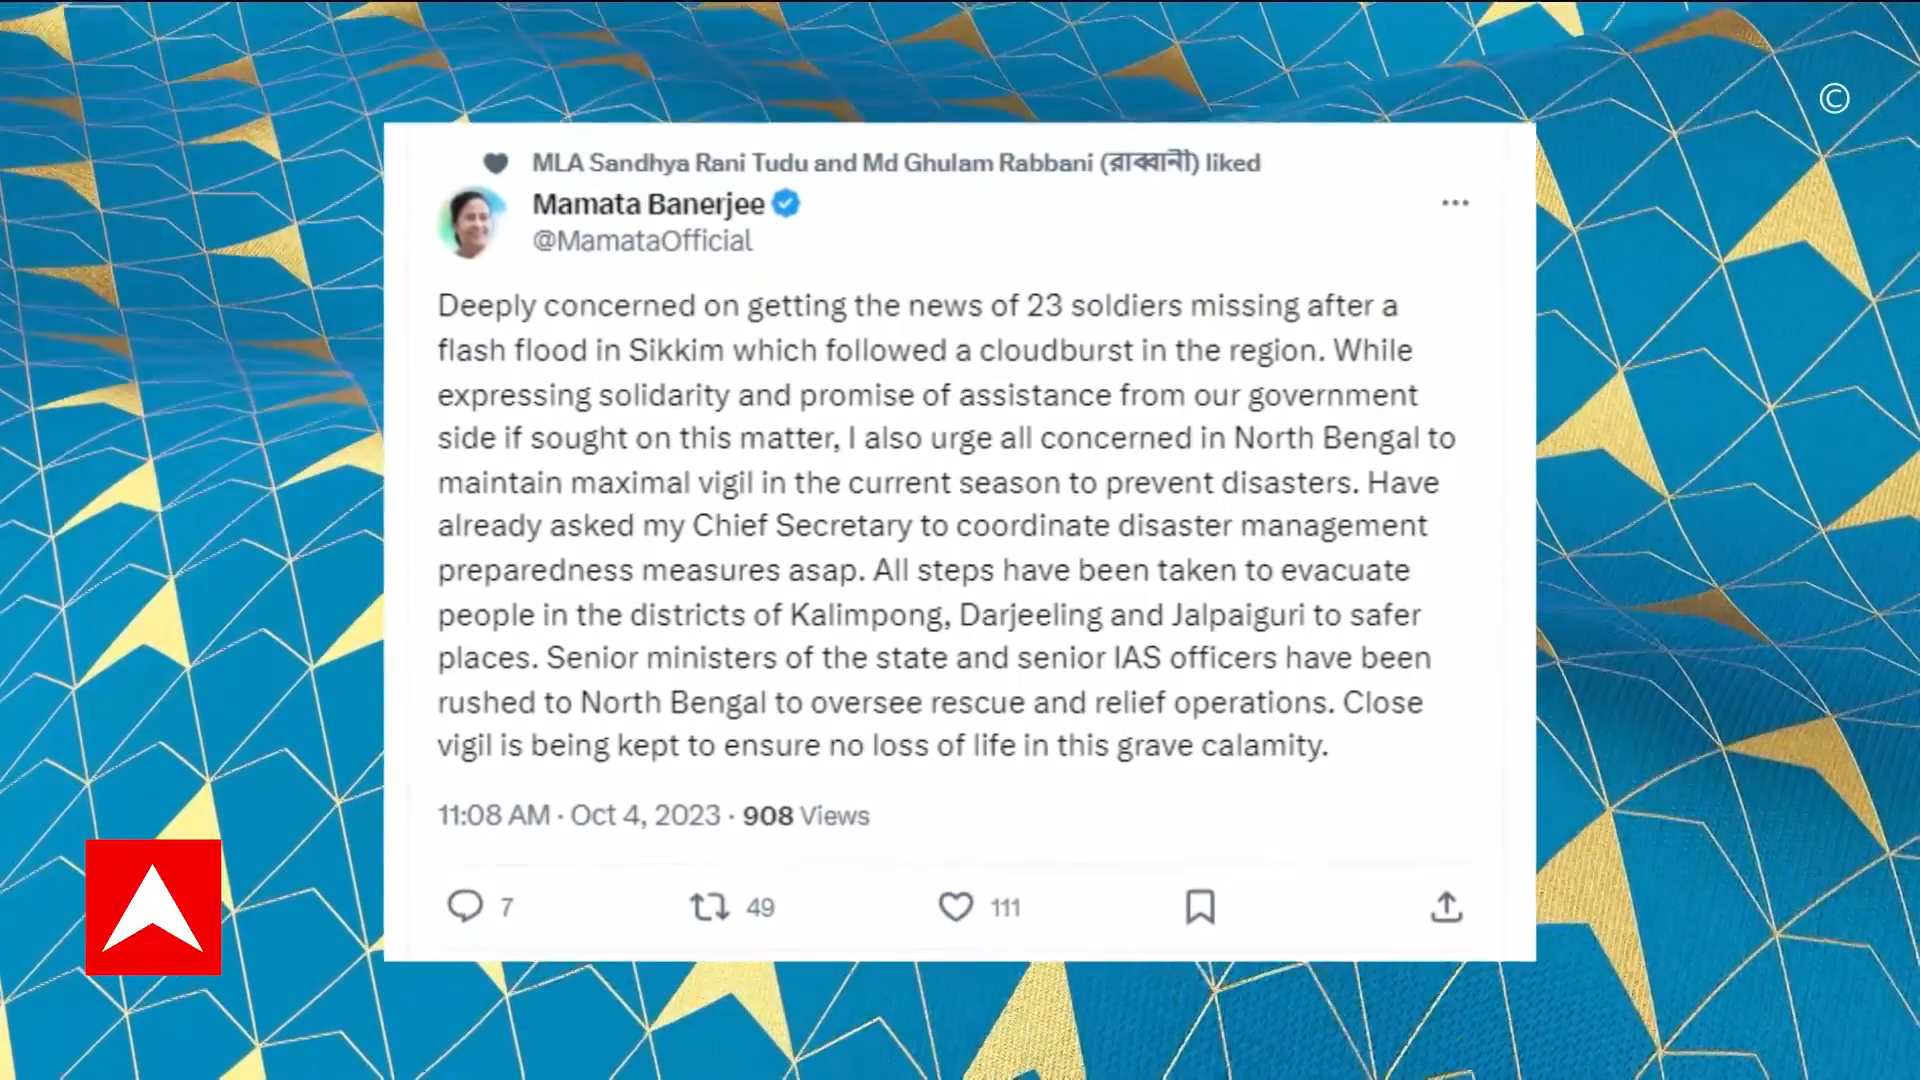 ©
MLA Sandhya Rani Tudu and Md Ghulam Rabbani (রাব্বানী) liked
Mamata Banerjee
@MamataOfficial
Deeply concerned on getting the news of 23 soldiers missing after a
flash flood in Sikkim which followed a cloudburst in the region. While
expressing solidarity and promise of assistance from our government
side if sought on this matter, I also urge all concerned in North Bengal to
maintain maximal vigil in the current season to prevent disasters. Have
already asked my Chief Secretary to coordinate disaster management
preparedness measures asap. All steps have been taken to evacuate
people in the districts of Kalimpong, Darjeeling and Jalpaiguri to safer
places. Senior ministers of the state and senior IAS officers have been
rushed to North Bengal to oversee rescue and relief operations. Close
vigil is being kept to ensure no loss of life in this grave calamity.
11:08 AM · Oct 4, 2023 · 908 Views
7 49 111